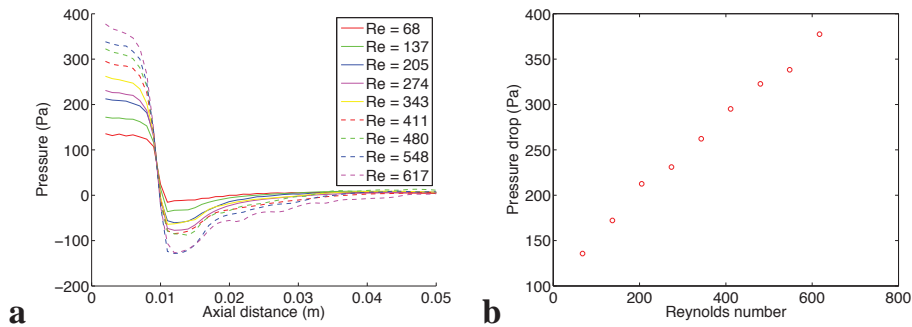 400
300
200
100
0
−100
−200
Pressure (Pa)
0
0.01
0.02
0.03
0.04
0.05
Axial distance (m)
Re = 68
Re = 137
Re = 205
Re = 274
Re = 343
Re = 411
Re = 480
Re = 548
Re = 617
a
400
350
300
250
200
150
100
Pressure drop (Pa)
0
200
400
600
800
Reynolds number
b